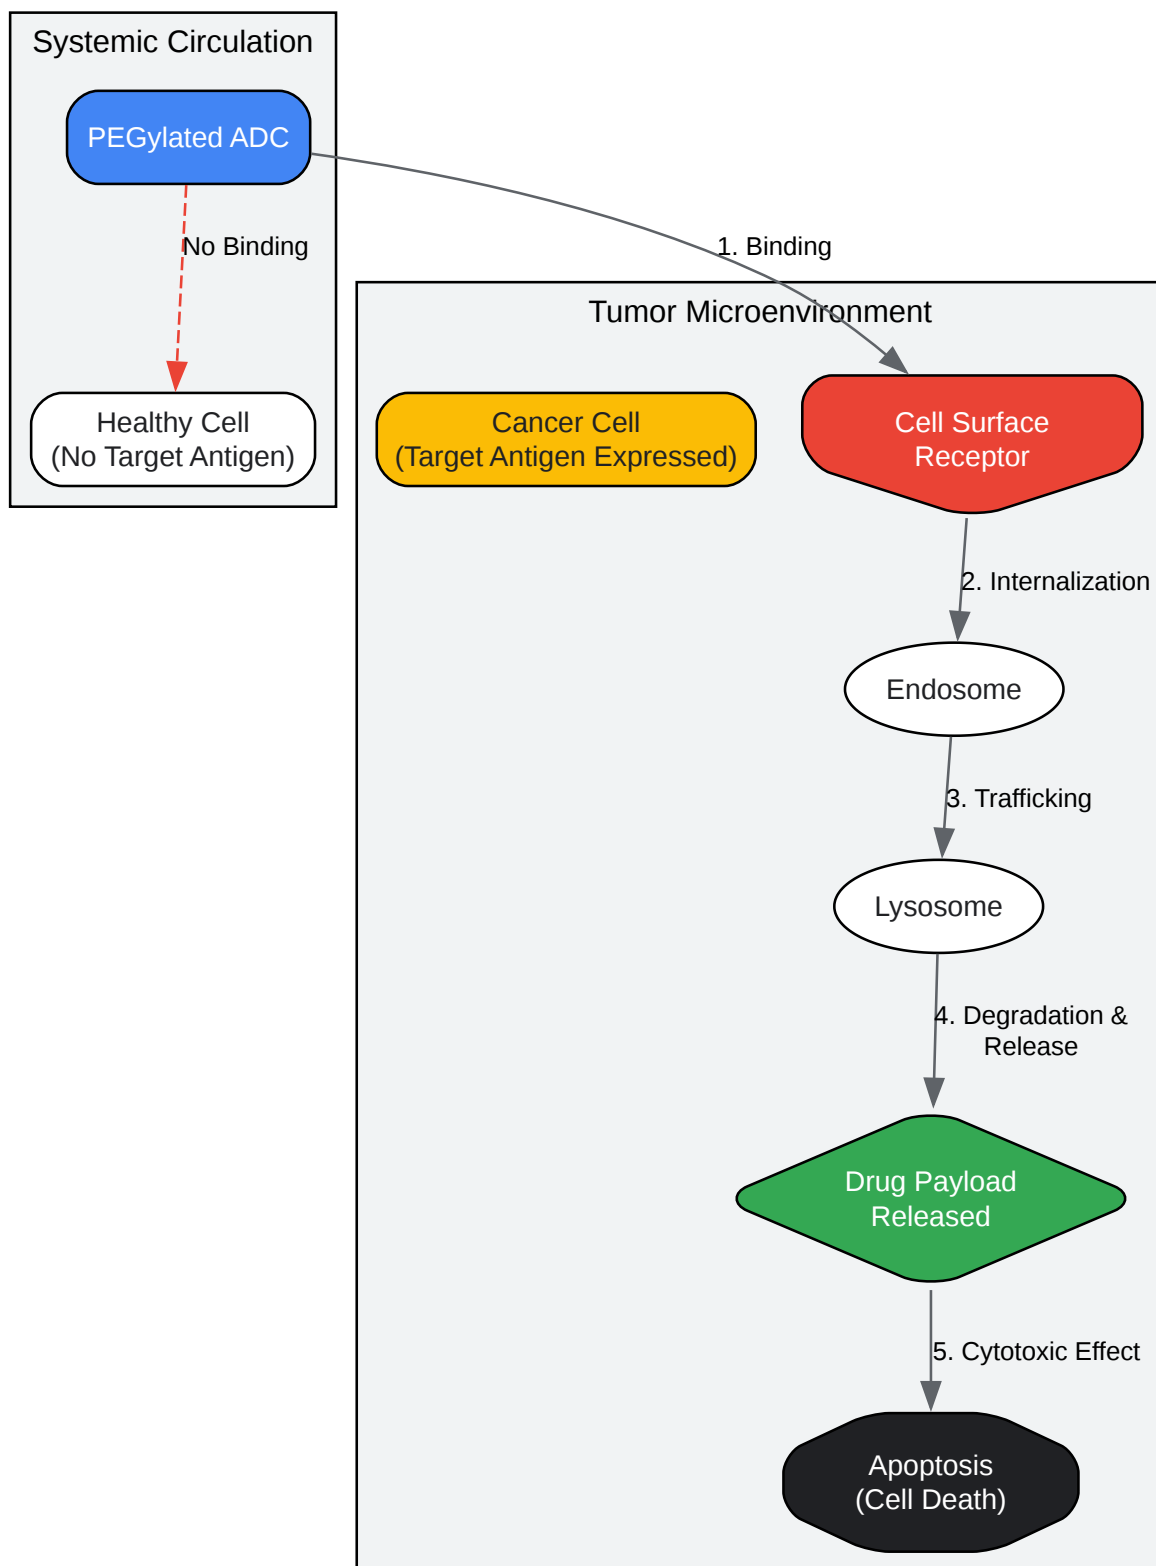 Systemic Circulation
PEGylated ADC
No Binding
1. Binding
Healthy Cell
(No Target Antigen)
Tumor Microenvironment
Cancer Cell
(Target Antigen Expressed)
Cell Surface
Receptor
2. Internalization
Endosome
3. Trafficking
Lysosome
4. Degradation &
Release
Drug Payload
Released
5. Cytotoxic Effect
Apoptosis
(Cell Death)